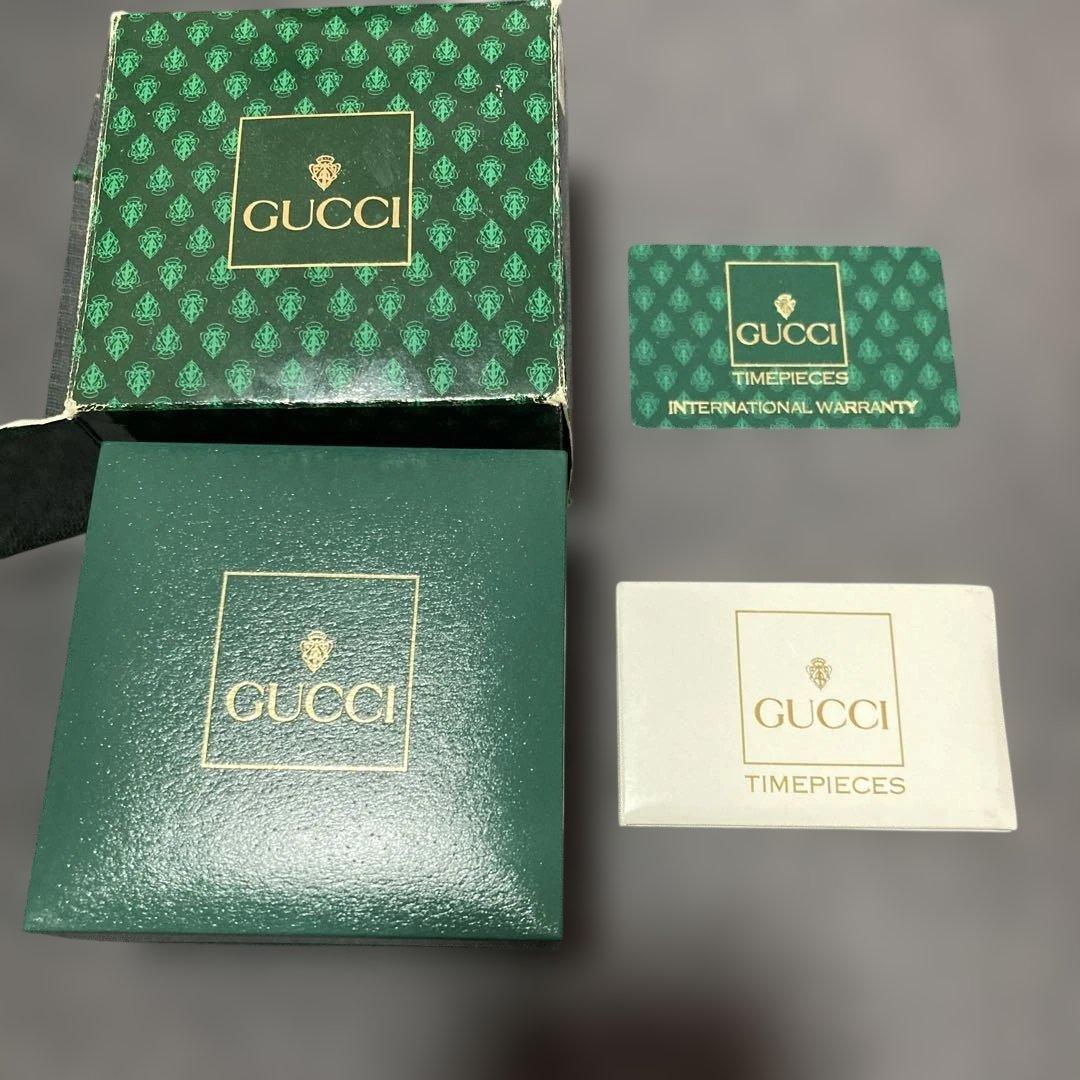 GUCCI
GUCCI
TIMEPIECES
INTERNATIONAL WARRANTY
GUCCI
GUCCI
TIMEPIECES